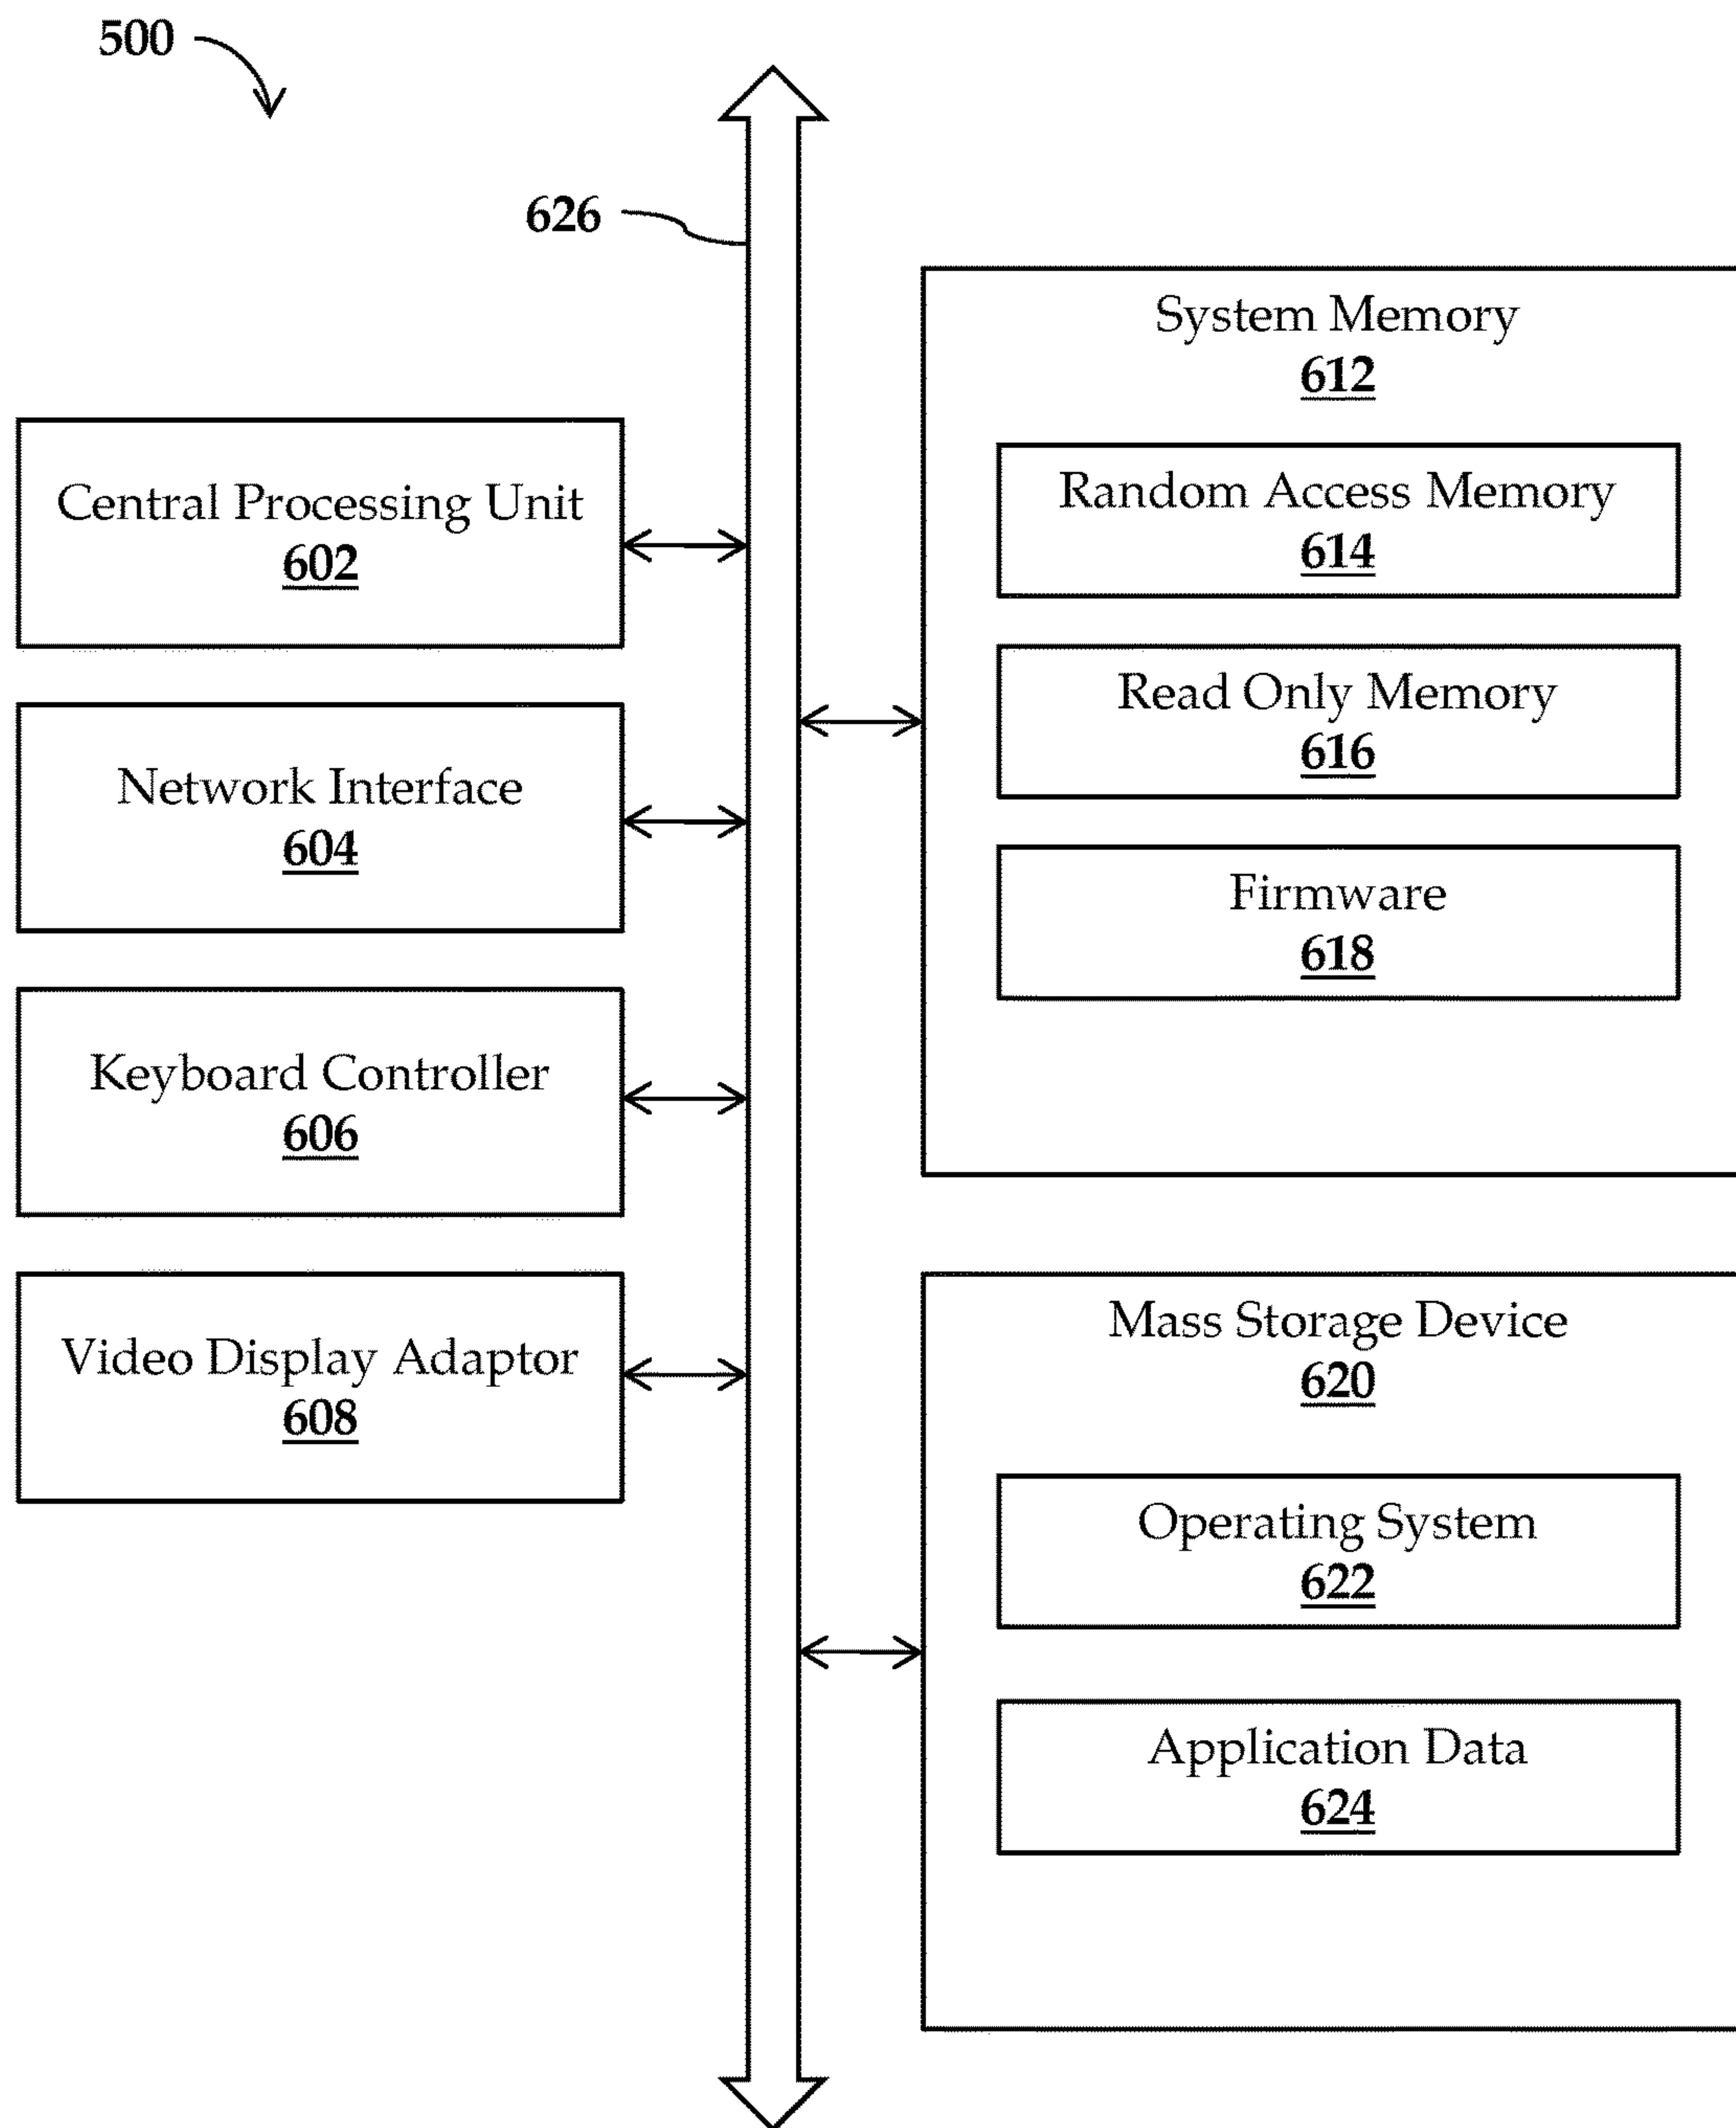 500
626
Central Processing Unit
602
Network Interface
604
Keyboard Controller
606
Video Display Adaptor
608
System Memory
612
Random Access Memory
614
Read Only Memory
616
Firmware
618
Mass Storage Device
620
Operating System
622
Application Data
624